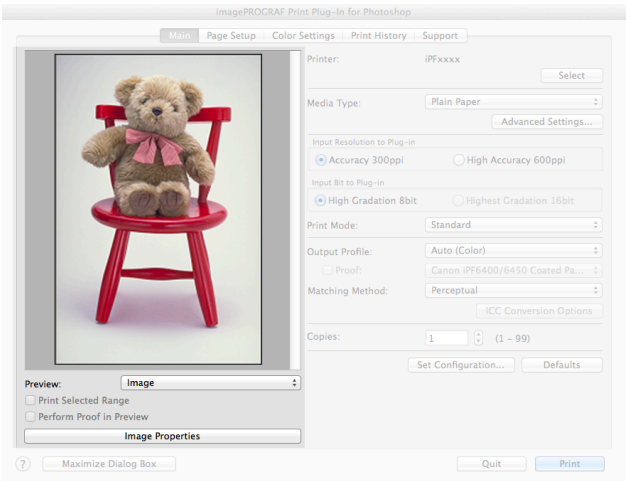 imagePROGRAF Print Plug-In for Photoshop
Main Page Setup Color Settings Print History Support
Printer: iPFxxxx
Select
Media Type: Plain Paper
Advanced Settings...
Input Resolution to Plug-in
Accuracy 300ppi High Accuracy 600ppi
Input Bit to Plug-in
High Gradation 8bit Highest Gradation 16bit
Print Mode: Standard
Output Profile: Auto (Color)
Proof: Canon iPF6400/6450 Coated Pa...
Matching Method: Perceptual
ICC Conversion Options
Copies: 1 (1 - 99)
Set Configuration... Defaults
Preview: Image
Print Selected Range
Perform Proof in Preview
Image Properties
? Maximize Dialog Box Quit Print